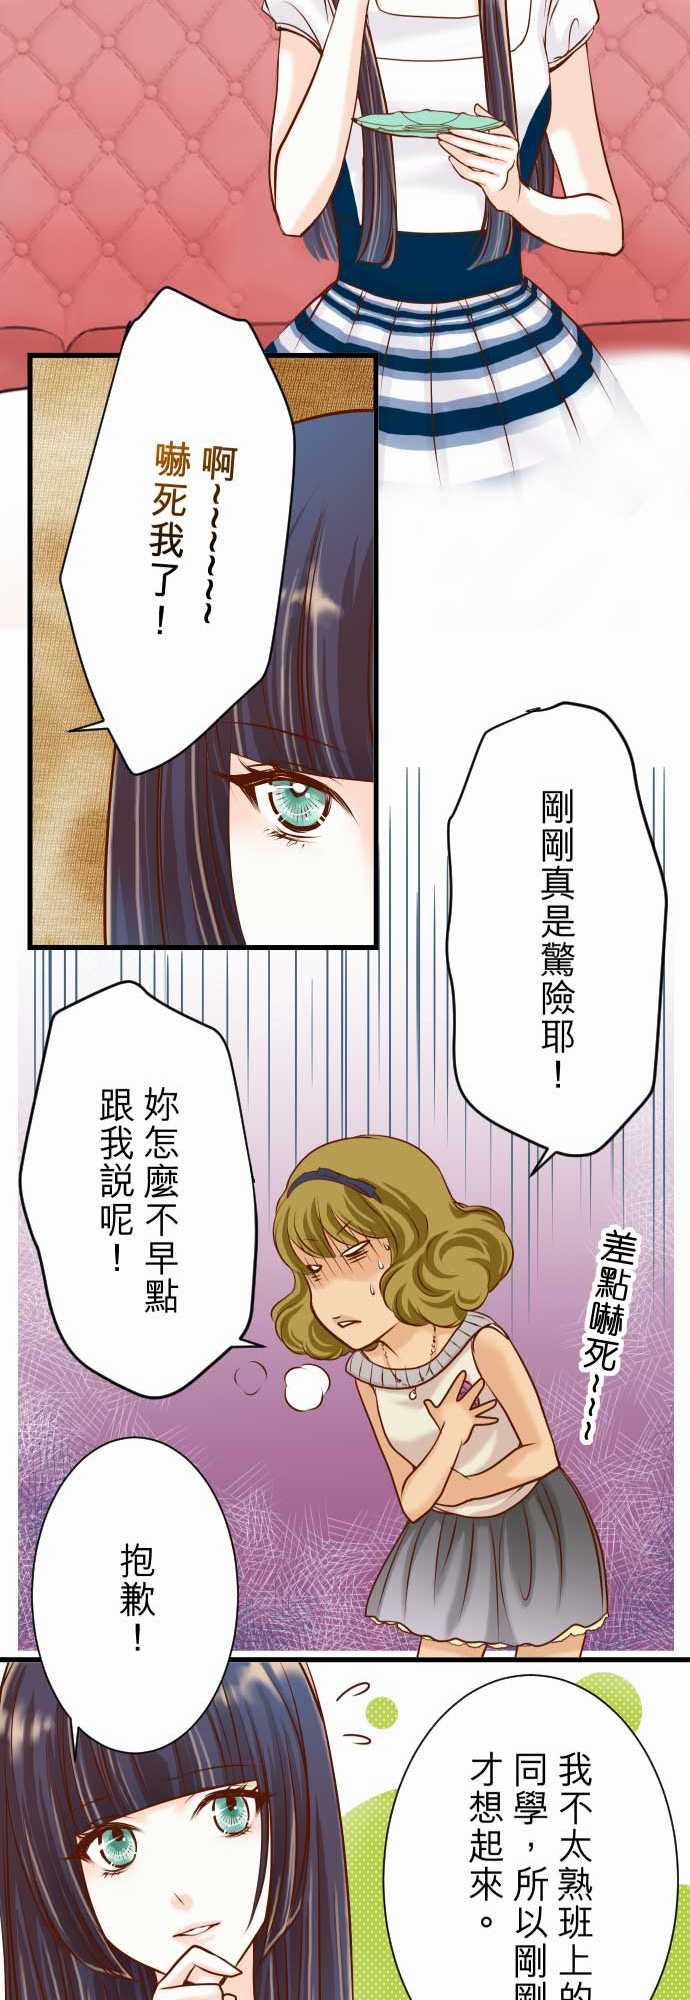 啊~~~~~~
嚇死我了！
剛剛真是驚險耶！
妳怎麼不早點
跟我說呢！
差點嚇死~~~~
抱歉！
我不太熟班上的
同學，所以剛剛
才想起來。